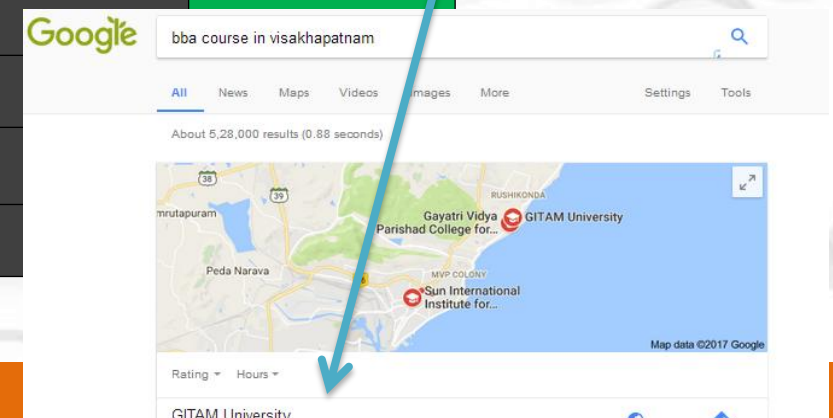 Google
bba course in visakhapatnam
All News Maps Videos Images More Settings Tools
About 5,28,000 results (0.88 seconds)
38
39
mrutapuram
RUSHIKONDA
Gayatri Vidya
Parishad College for...
GITAM University
Peda Narava
MVP COLONY
Sun International
Institute for...
Map data ©2017 Google
Rating Hours
GITAM University